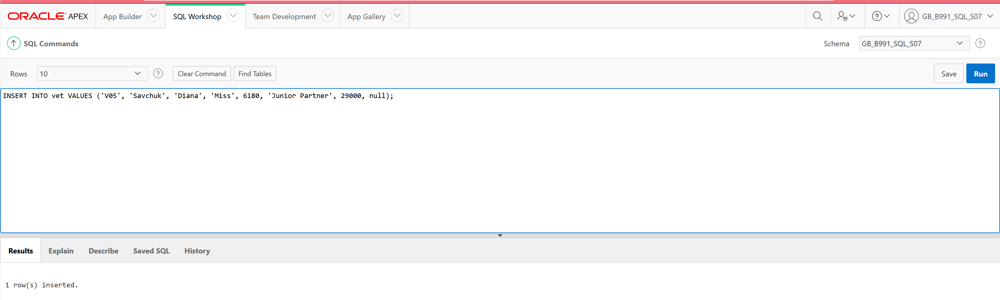 ORACLE APEX App Builder SQL Workshop Team Development App Gallery GB_B991_SQL_S07
SQL Commands Schema GB_B991_SQL_S07 ?
Rows 10 ? Clear Command Find Tables Save Run
INSERT INTO vet VALUES ('V05', 'Savchuk', 'Diana', 'Miss', 6180, 'Junior Partner', 29000, null);
Results Explain Describe Saved SQL History
1 row(s) inserted.